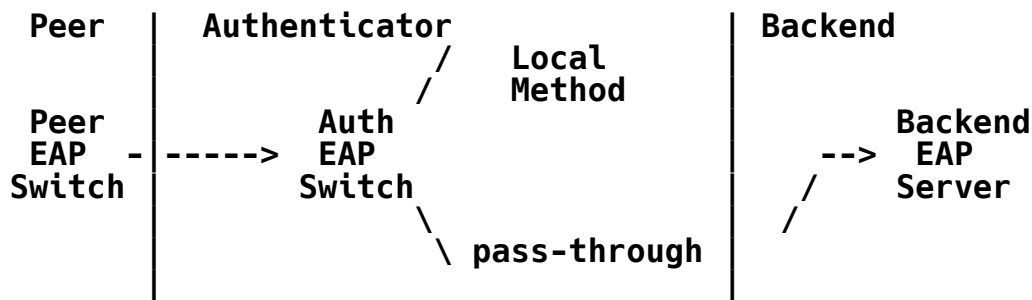 Peer | Authenticator | Backend
| / Local |
| / Method |
Peer | Auth | Backend
EAP -|-----> EAP | --> EAP
Switch | Switch | / Server
| \ | /
| \ pass-through |
| |